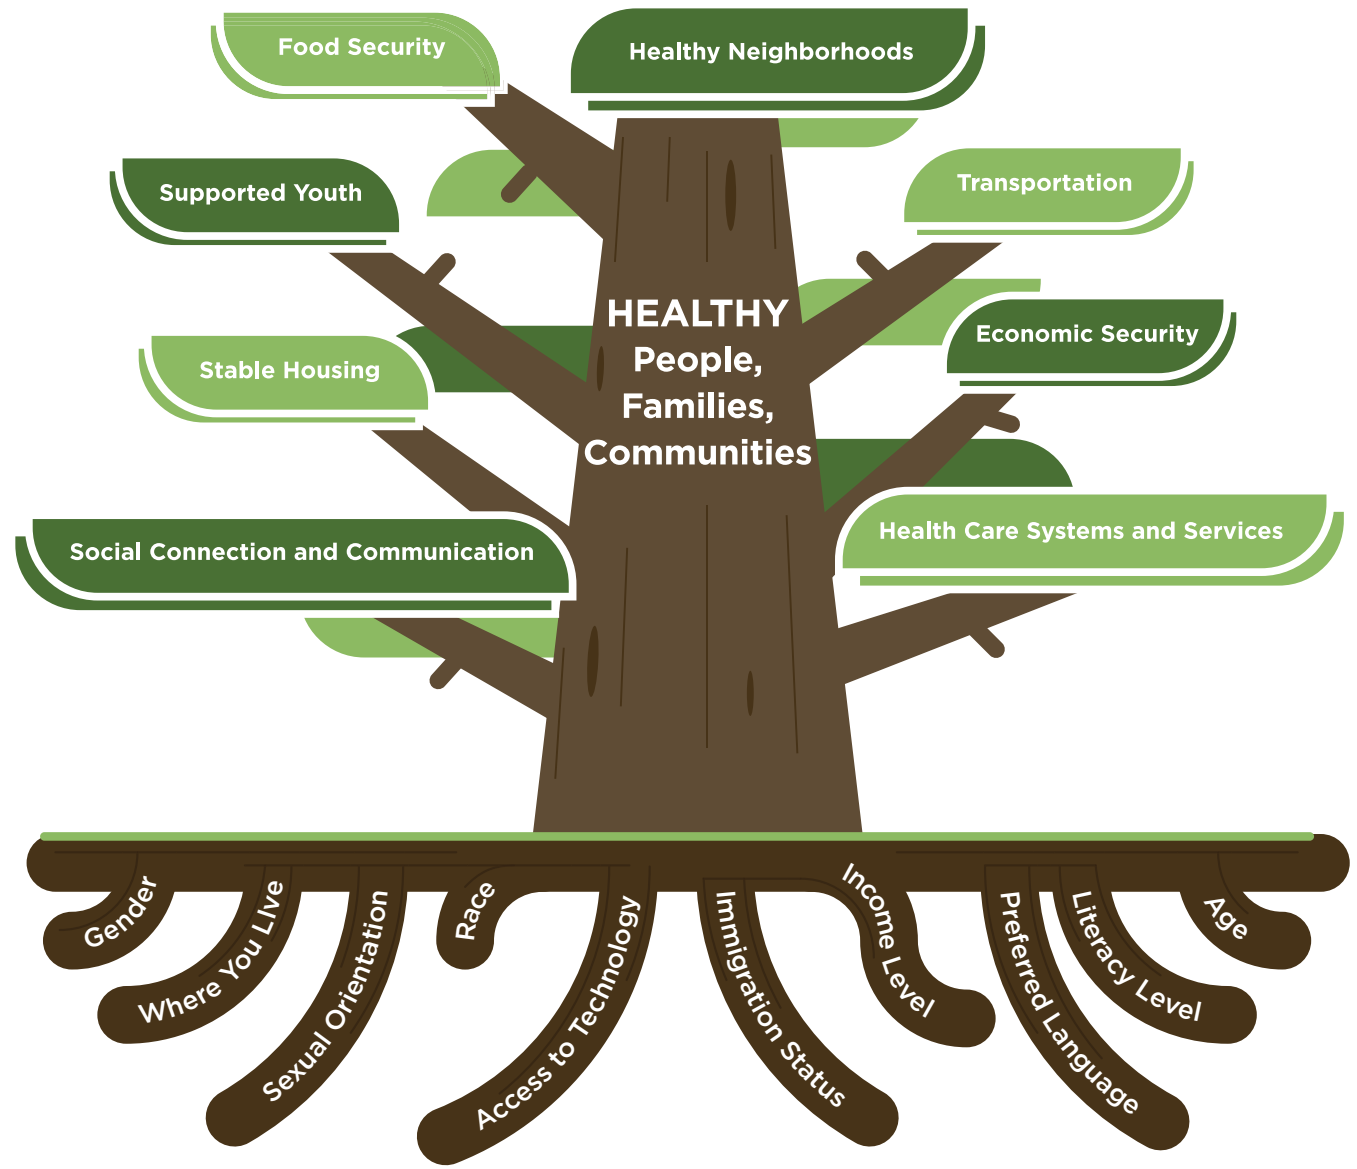 Food Security
Healthy Neighborhoods
Supported Youth
Transportation
HEALTHY
People,
Families,
Communities
Economic Security
Stable Housing
Social Connection and Communication
Health Care Systems and Services
Gender
Where You LIve
Sexual Orientation
Race
Access to Technology
Immigration Status
Income Level
Preferred Language
Literacy Level
Age